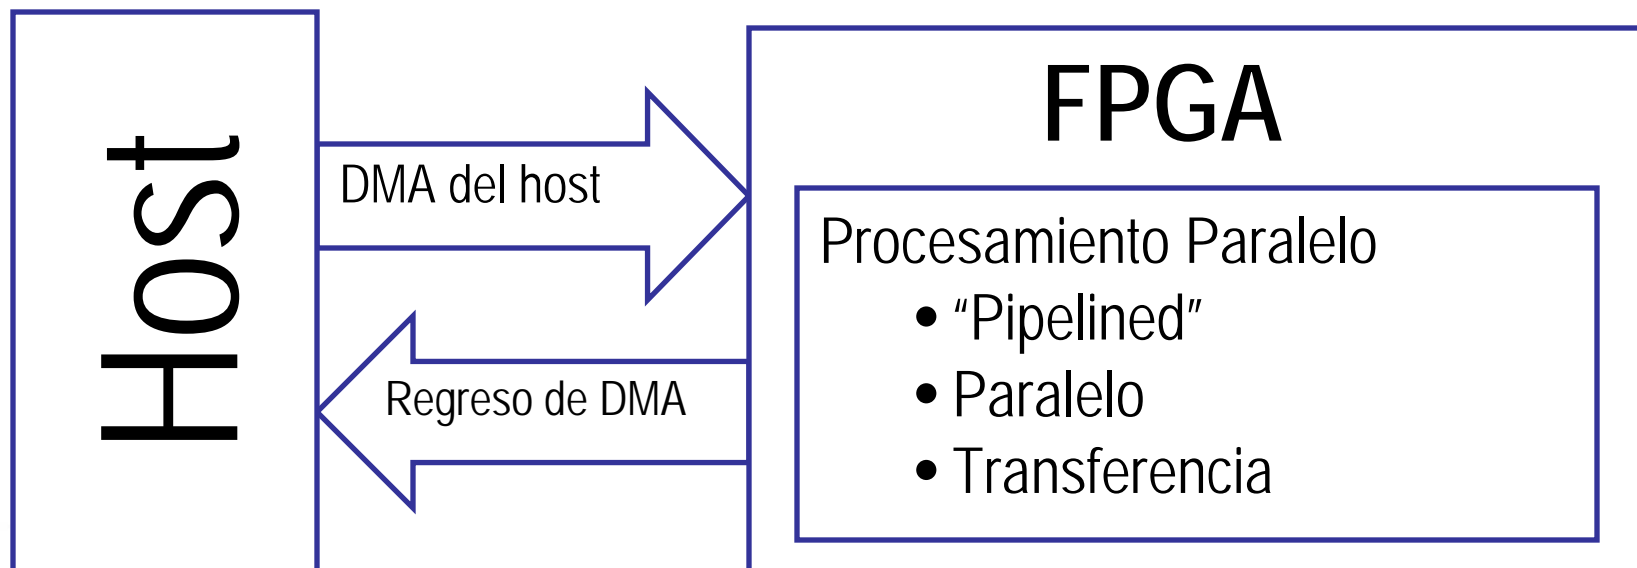 Host
DMA del host
Regreso de DMA
FPGA
Procesamiento Paralelo
• “Pipelined”
• Paralelo
• Transferencia